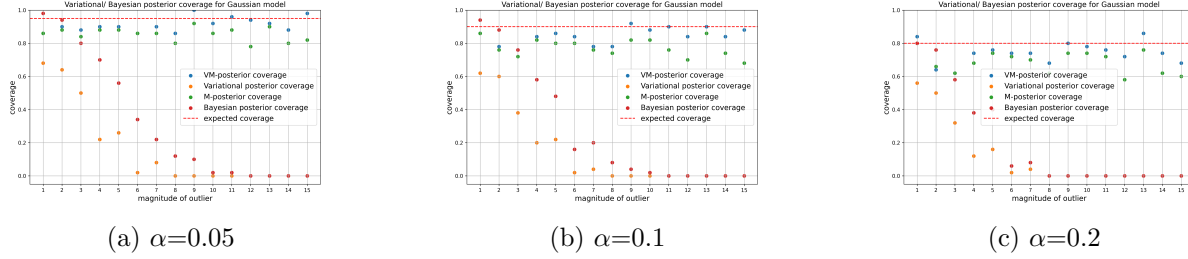 Variational/ Bayesian posterior coverage for Gaussian model
1.0
0.8
0.6
0.4
0.2
0.0
coverage
VM-posterior coverage
Variational posterior coverage
M-posterior coverage
Bayesian posterior coverage
expected coverage
1 2 3 4 5 6 7 8 9 10 11 12 13 14 15
magnitude of outlier
(a) α=0.05
Variational/ Bayesian posterior coverage for Gaussian model
1.0
0.8
0.6
0.4
0.2
0.0
coverage
VM-posterior coverage
Variational posterior coverage
M-posterior coverage
Bayesian posterior coverage
expected coverage
1 2 3 4 5 6 7 8 9 10 11 12 13 14 15
magnitude of outlier
(b) α=0.1
Variational/ Bayesian posterior coverage for Gaussian model
1.0
0.8
0.6
0.4
0.2
0.0
coverage
VM-posterior coverage
Variational posterior coverage
M-posterior coverage
Bayesian posterior coverage
expected coverage
1 2 3 4 5 6 7 8 9 10 11 12 13 14 15
magnitude of outlier
(c) α=0.2